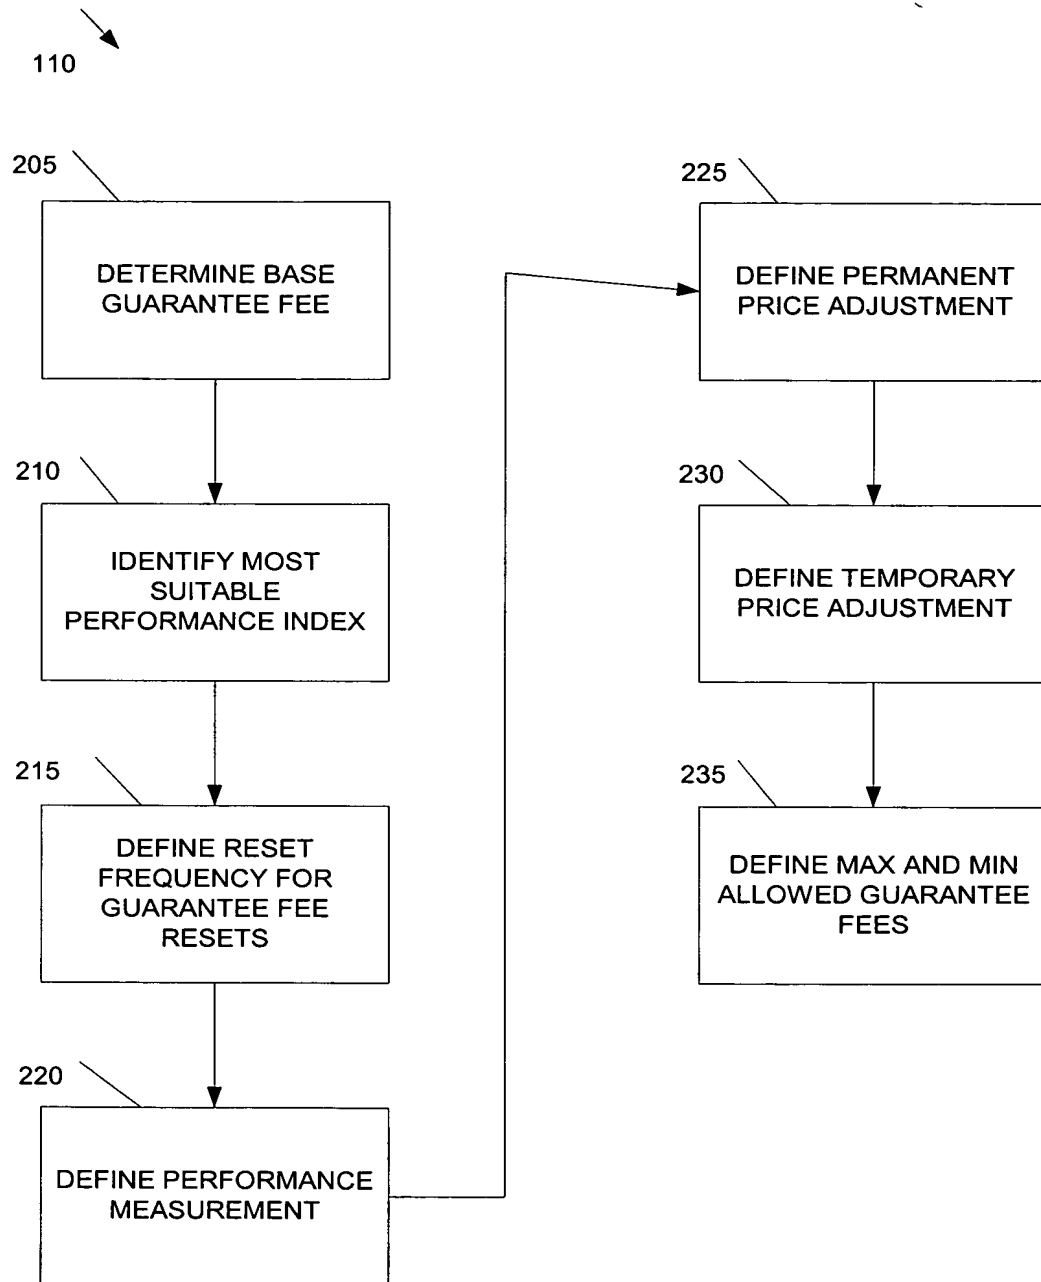 110
205
DETERMINE BASE
GUARANTEE FEE
210
IDENTIFY MOST
SUITABLE
PERFORMANCE INDEX
215
DEFINE RESET
FREQUENCY FOR
GUARANTEE FEE
RESETS
220
DEFINE PERFORMANCE
MEASUREMENT
225
DEFINE PERMANENT
PRICE ADJUSTMENT
230
DEFINE TEMPORARY
PRICE ADJUSTMENT
235
DEFINE MAX AND MIN
ALLOWED GUARANTEE
FEES